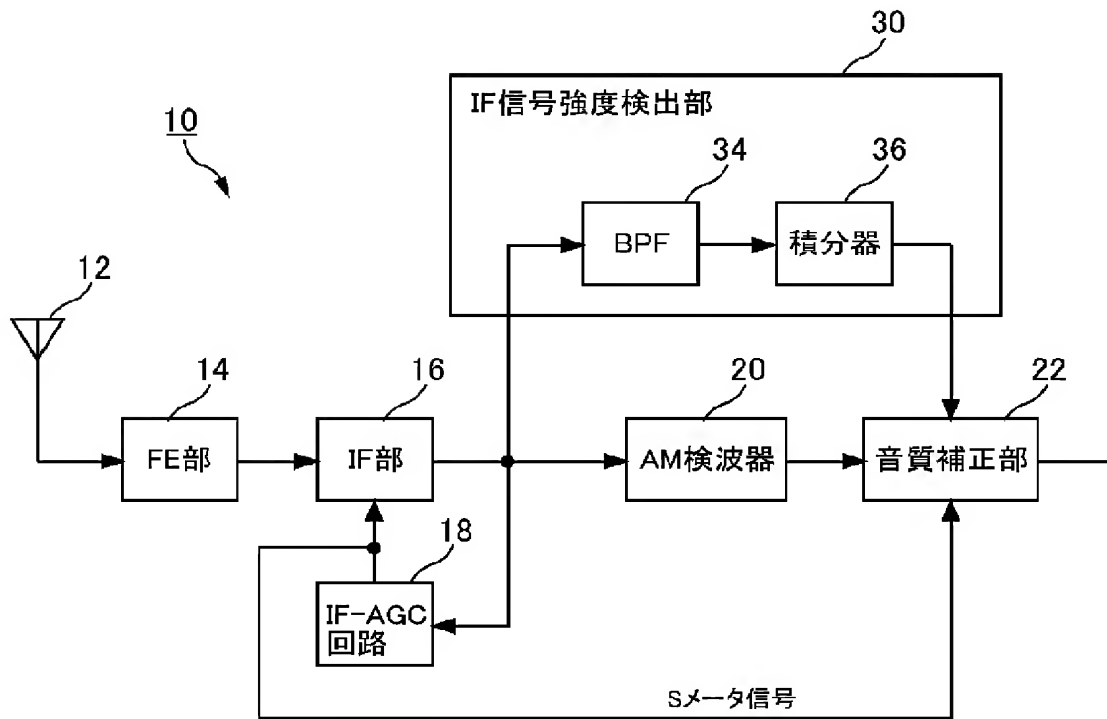 30
IF信号強度検出部
10
34
36
BPF
積分器
12
14
16
20
22
FE部
IF部
AM検波器
音質補正部
18
IF-AGC
回路
Sメータ信号